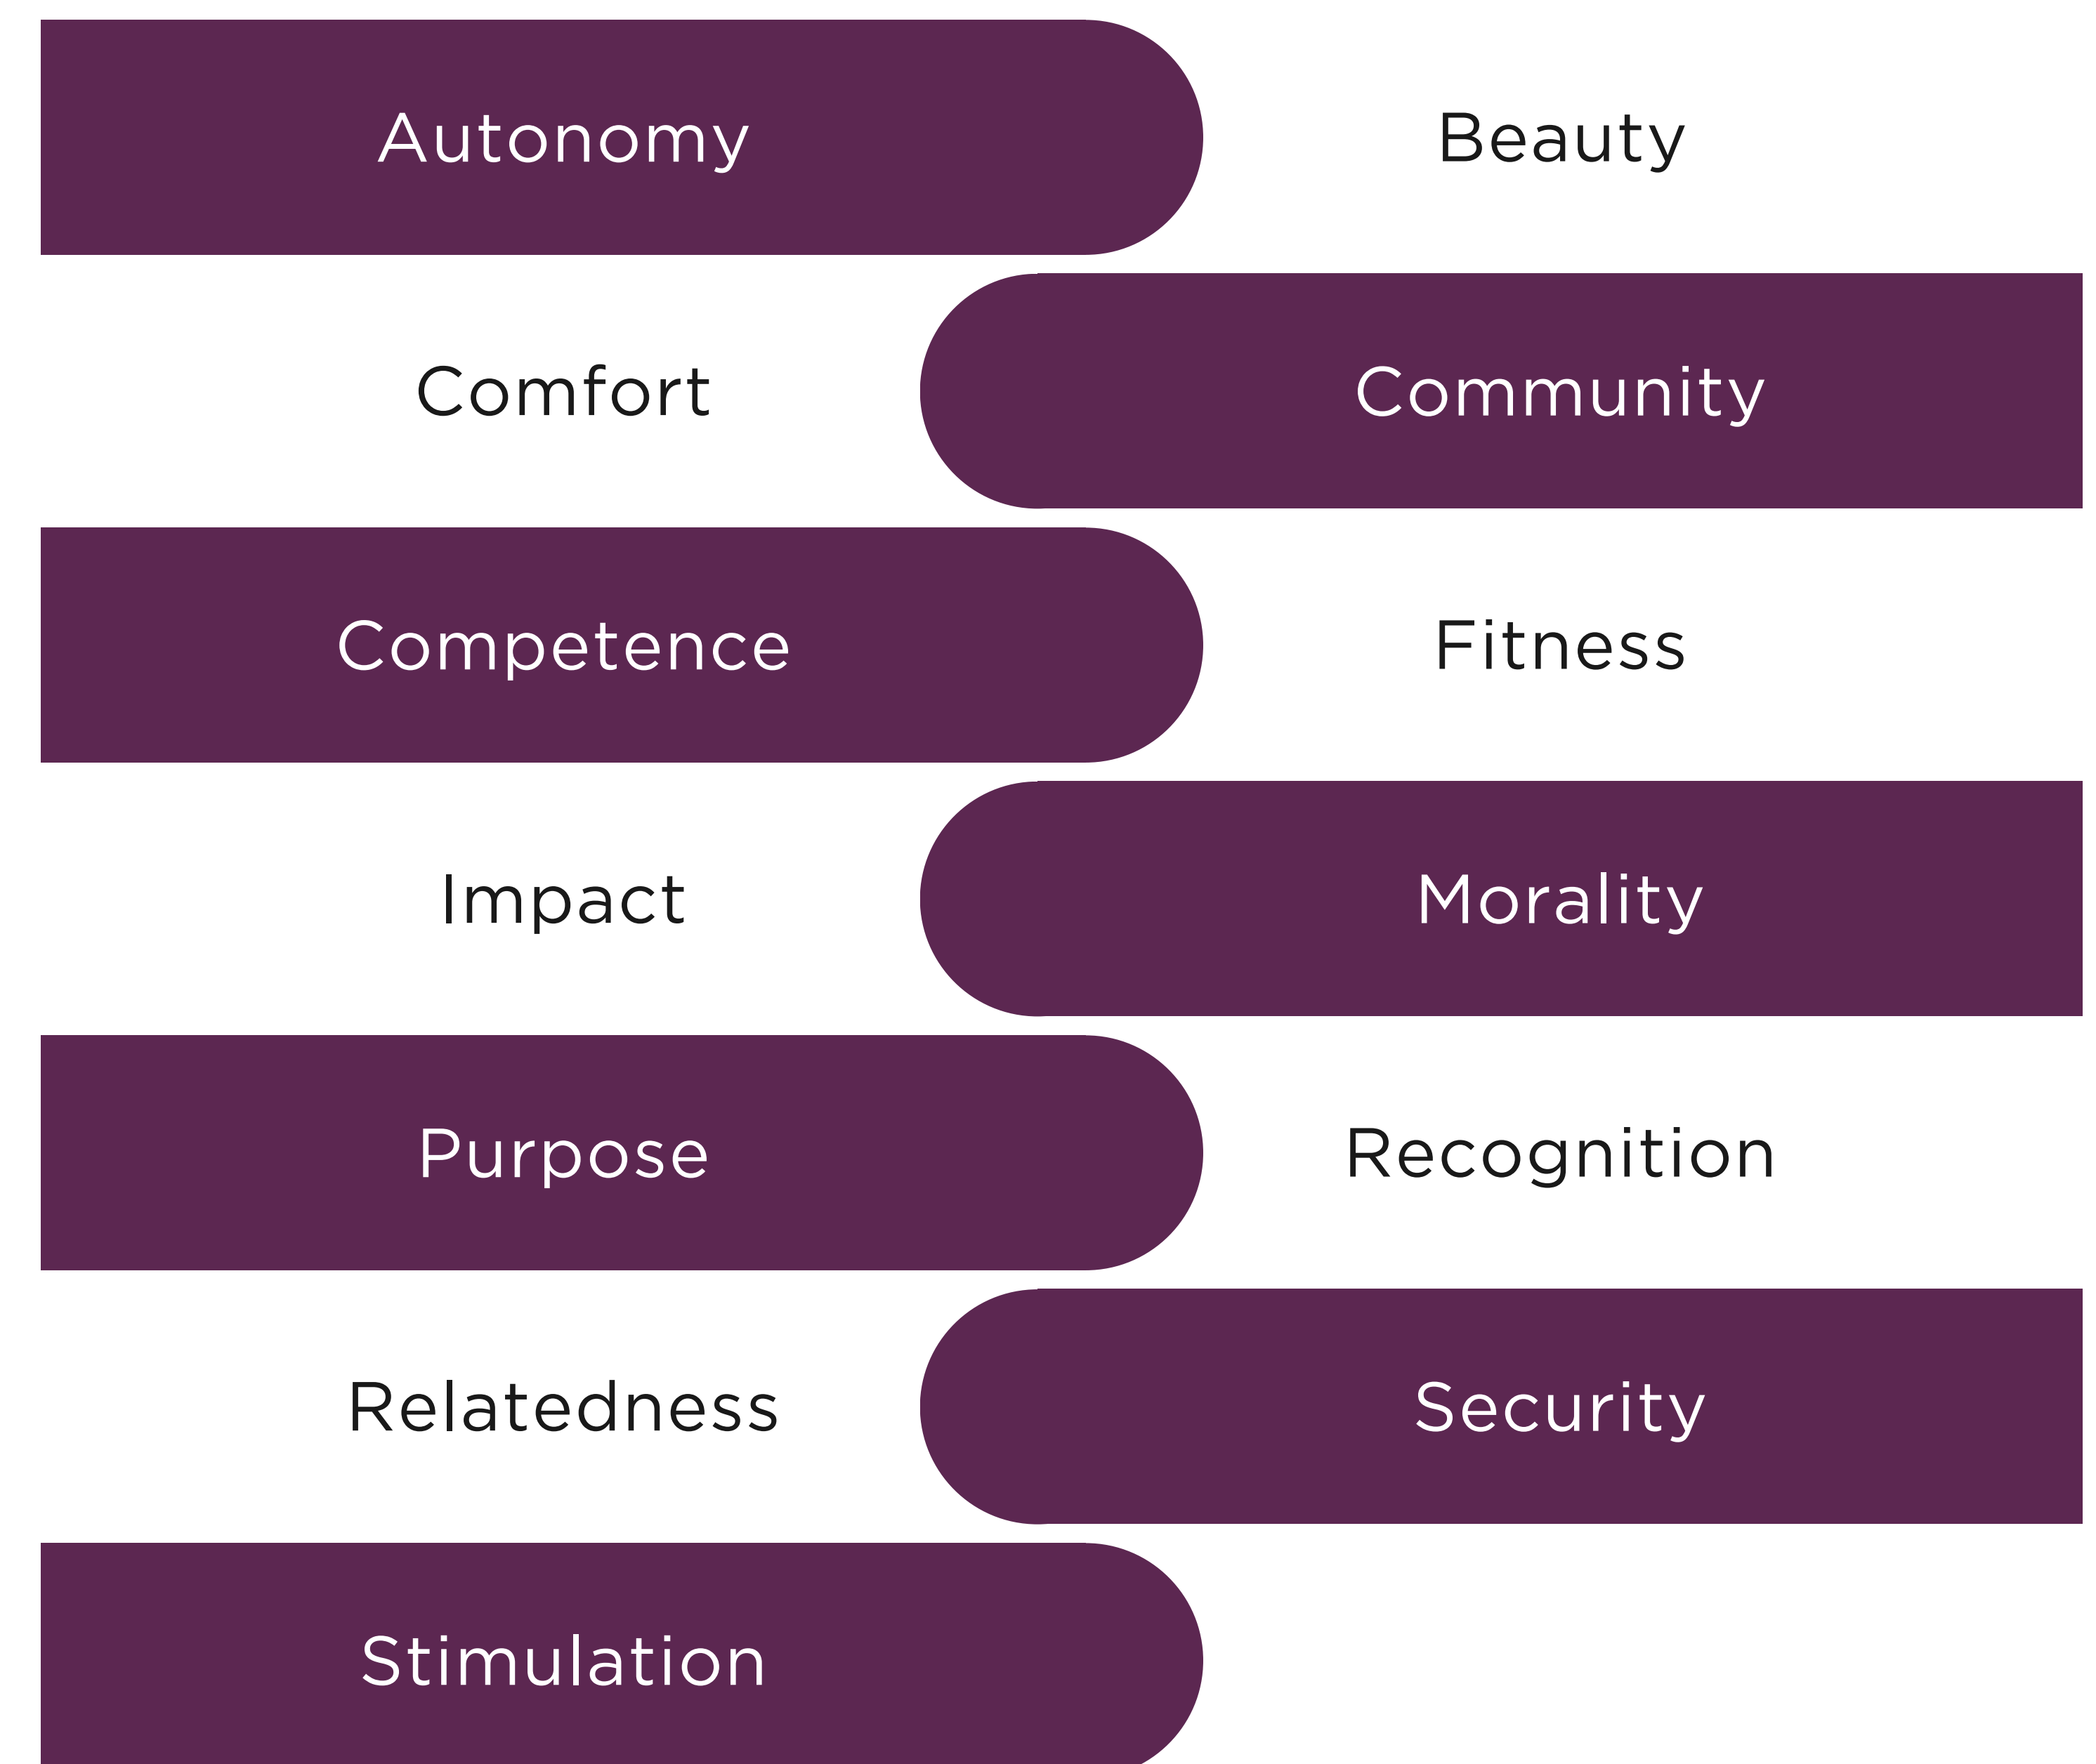 Autonomy
Beauty
Comfort
Community
Competence
Fitness
Impact
Morality
Purpose
Recognition
Relatedness
Security
Stimulation